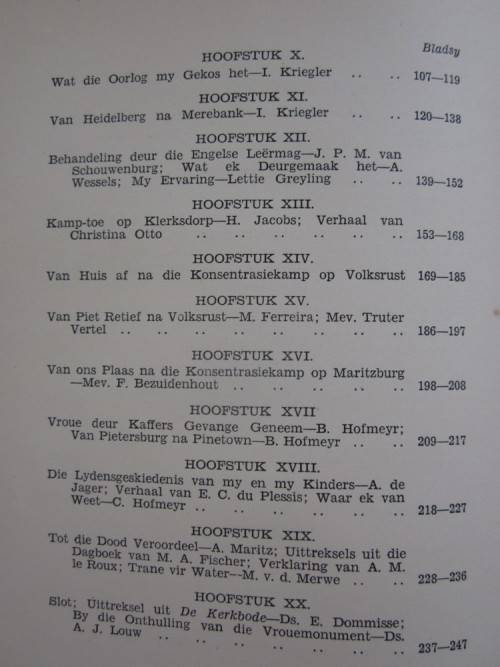 Bladsy
HOOFSTUK X.
Wat die Oorlog my Gekos het—I. Kriegler .. .. 107—119
HOOFSTUK XI.
Van Heidelberg na Merebank—I. Kriegler .. .. 120—138
HOOFSTUK XII.
Behandeling deur die Engelse Leërmag—J. P. M. van
Schouwenburg; Wat ek Deurgemaak het—A.
Wessels; My Ervaring—Lettie Greyling .. .. 139—152
HOOFSTUK XIII.
Kamp-toe op Klerksdorp—H. Jacobs; Verhaal van
Christina Otto .. .. .. .. .. .. 153—168
HOOFSTUK XIV.
Van Huis af na die Konsentrasiekamp op Volksrust 169—185
HOOFSTUK XV.
Van Piet Retief na Volksrust—M. Ferreira; Mev. Truter
Vertel .. .. .. .. .. .. .. 186—197
HOOFSTUK XVI.
Van ons Plaas na die Konsentrasiekamp op Maritzburg
—Mev. F. Bezuidenhout .. .. .. .. 198—208
HOOFSTUK XVII
Vroue deur Kaffers Gevange Geneem—B. Hofmeyr;
Van Pietersburg na Pinetown—B. Hofmeyr .. .. 209—217
HOOFSTUK XVIII.
Die Lydensgeskiedenis van my en my Kinders—A. de
Jager; Verhaal van E. C. du Plessis; Waar ek van
Weet—C. Hofmeyr .. .. .. .. .. .. 218—227
HOOFSTUK XIX.
Tot die Dood Veroordeel—A. Maritz; Uittreksels uit die
Dagboek van M. A. Fischer; Verklaring van A. M.
le Roux; Trane vir Water—M. v. d. Merwe .. .. 228—236
HOOFSTUK XX.
Slot; Uittreksel uit De Kerkbode—Ds. E. Dommisse;
By die Onthulling van die Vrouemonument—Ds.
A. J. Louw .. .. .. .. .. .. 237—247